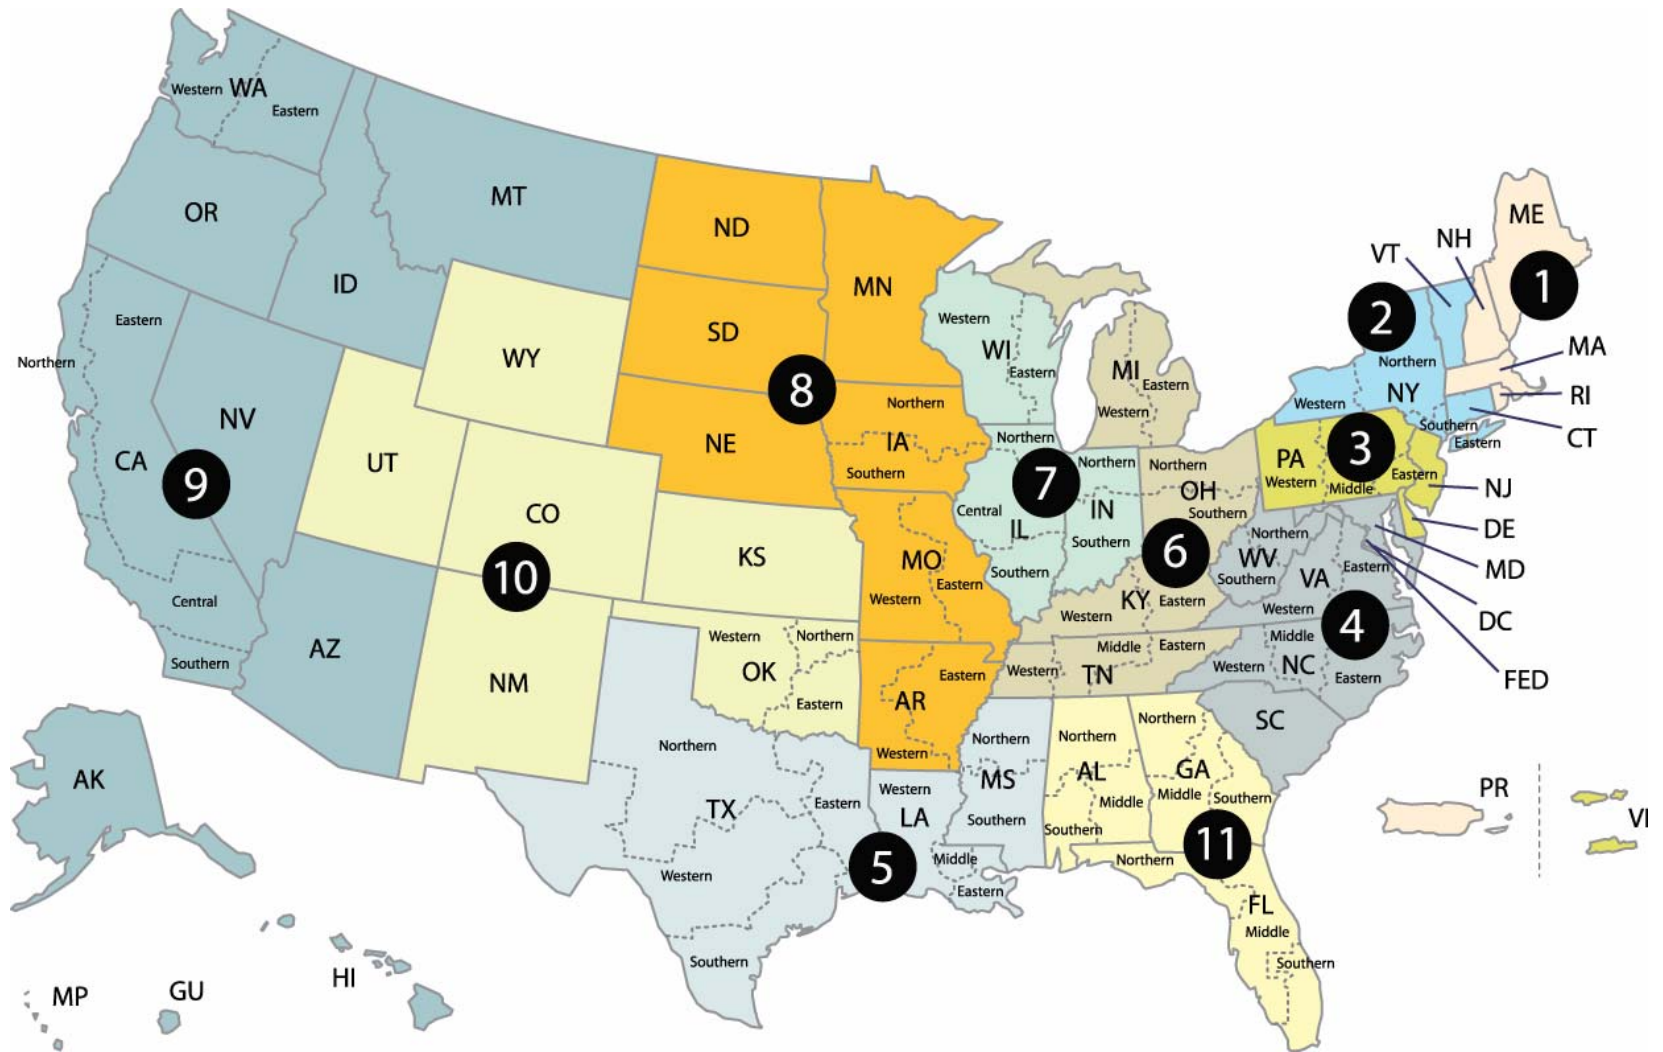 WA
Western
Eastern
MT
OR
ID
ND
MN
ME
NH
VT
1
2
SD
WY
Eastern
Northern
Western
WI
Eastern
MI
Eastern
Western
Northern
NY
Western
Southern
Eastern
MA
RI
CT
8
NV
CA
9
UT
NE
Northern
IA
Southern
Northern
7
Northern
Northern
OH
Southern
PA
Western
3
Middle
Eastern
NJ
DE
MD
DC
FED
CO
10
KS
MO
Eastern
Western
Central
IL
Southern
IN
Southern
6
Northern
WV
Southern
VA
Eastern
Western
4
Central
Southern
AZ
NM
Western
Northern
OK
Eastern
AR
Eastern
Western
KY
Western
Eastern
Middle
Eastern
Western
TN
Middle
Western
NC
Eastern
SC
Northern
TX
Eastern
Western
Southern
Western
LA
5
Middle
Eastern
Northern
MS
Southern
Northern
AL
Middle
Southern
Northern
GA
Middle
Southern
11
Northern
FL
Middle
Southern
PR
VI
AK
HI
GU
MP